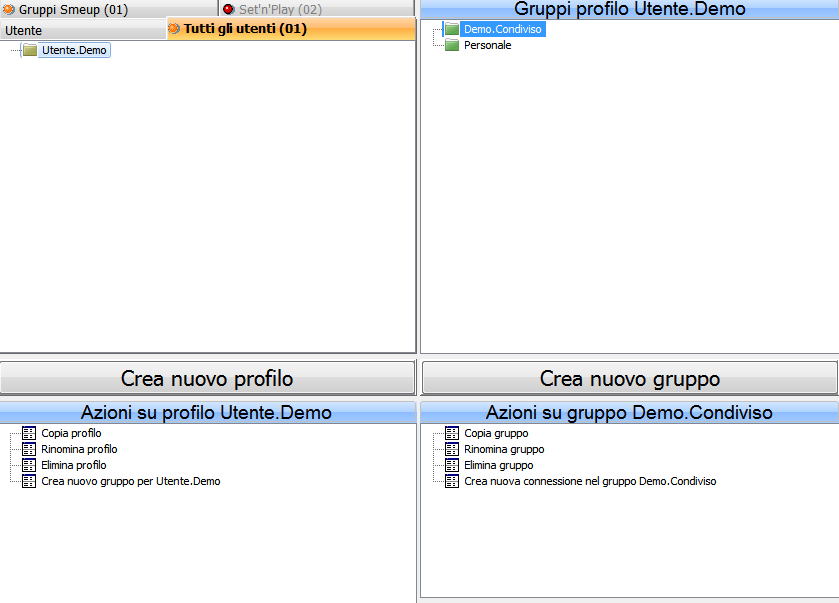 Gruppi Smeup (01)
Set'n'Play (02)
Utente
Tutti gli utenti (01)
Utente.Demo
Gruppi profilo Utente.Demo
Demo.Condiviso
Personale
Crea nuovo profilo
Crea nuovo gruppo
Azioni su profilo Utente.Demo
Copia profilo
Rinomina profilo
Elimina profilo
Crea nuovo gruppo per Utente.Demo
Azioni su gruppo Demo.Condiviso
Copia gruppo
Rinomina gruppo
Elimina gruppo
Crea nuova connessione nel gruppo Demo.Condiviso